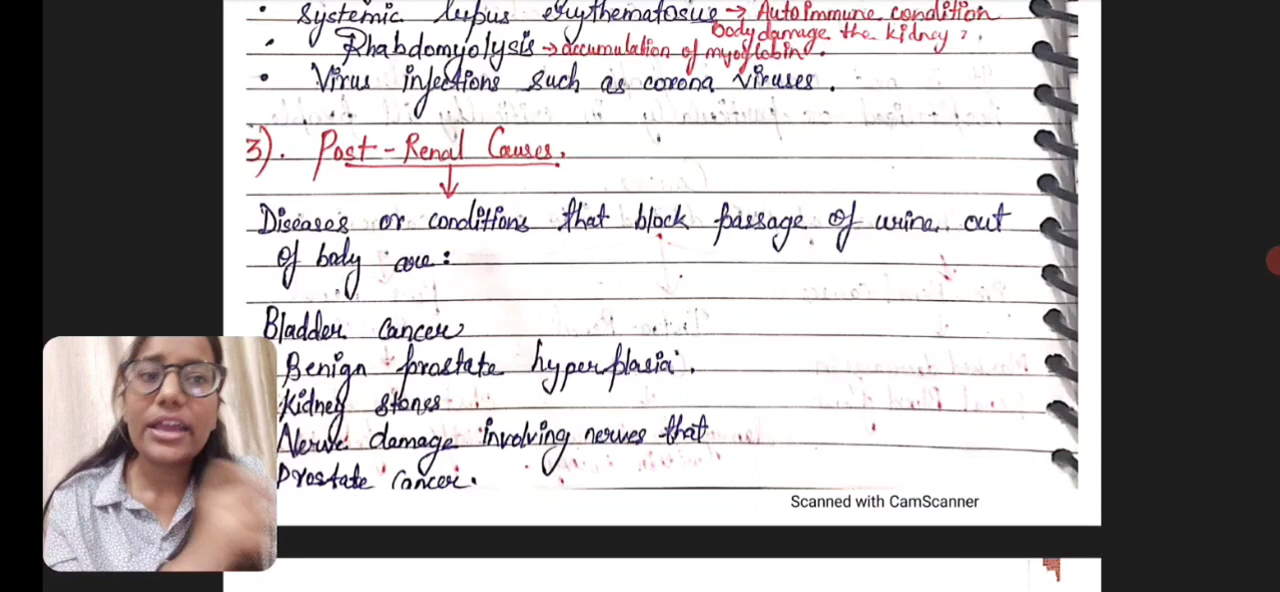 • Systemic lupus erythematosus → Autoimmune condition
body damage the kidney.
• Rhabdomyolysis → accumulation of myoglobin.
• Virus injections such as corona viruses.
3). Post-Renal Causes.
↓
Diseases or conditions that block passage of urine out
of body are:
Bladder cancer
Benign prostate hyperplasia.
Kidney stones
Nerve damage involving nerves that
Prostate cancer.
Scanned with CamScanner